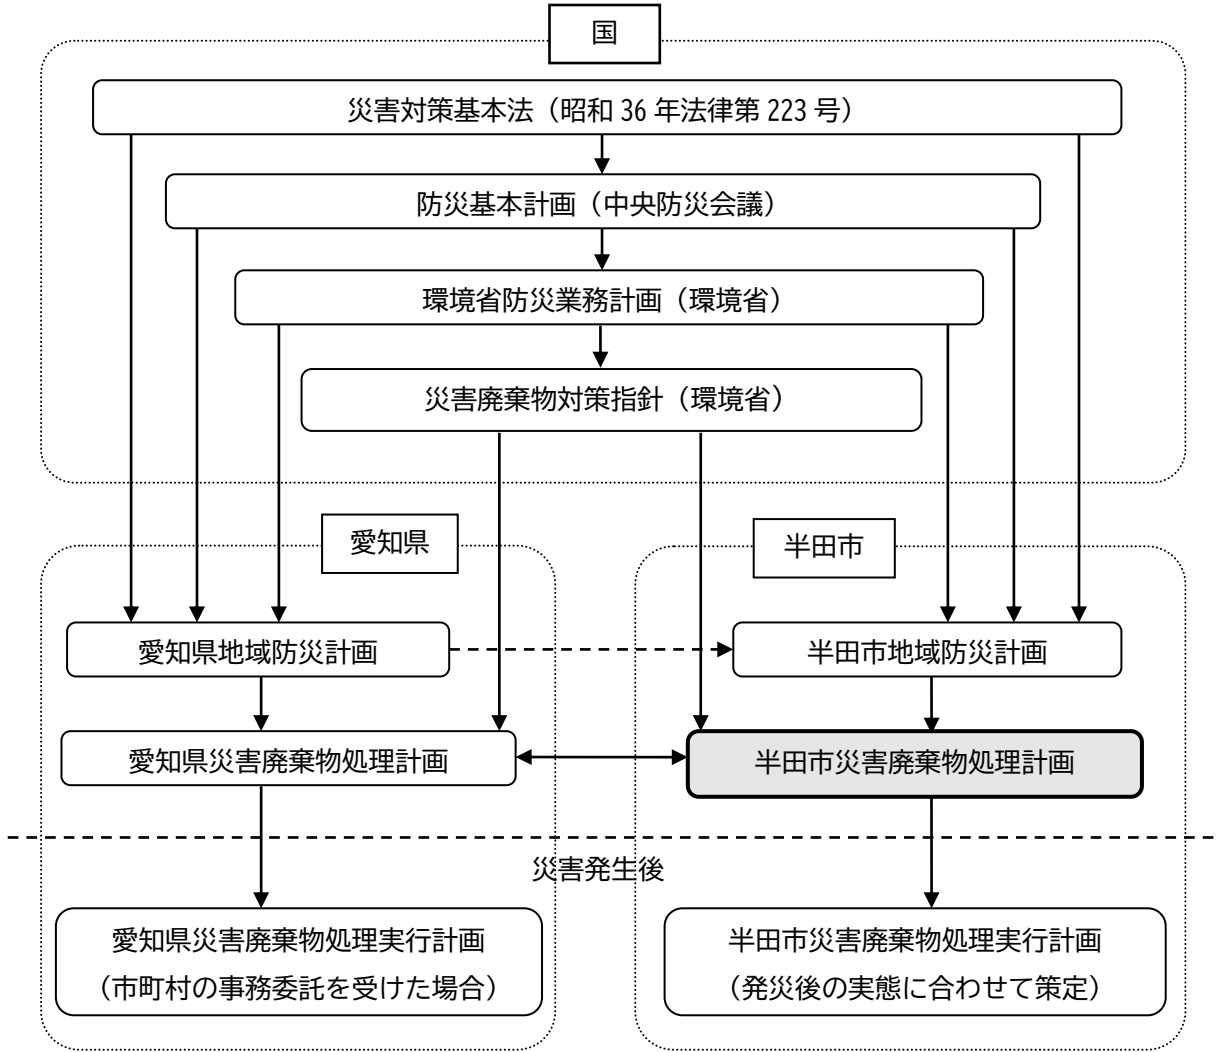 国
災害対策基本法（昭和 36 年法律第 223 号）
防災基本計画（中央防災会議）
環境省防災業務計画（環境省）
災害廃棄物対策指針（環境省）
愛知県
半田市
愛知県地域防災計画
半田市地域防災計画
愛知県災害廃棄物処理計画
半田市災害廃棄物処理計画
災害発生後
愛知県災害廃棄物処理実行計画
（市町村の事務委託を受けた場合）
半田市災害廃棄物処理実行計画
（発災後の実態に合わせて策定）